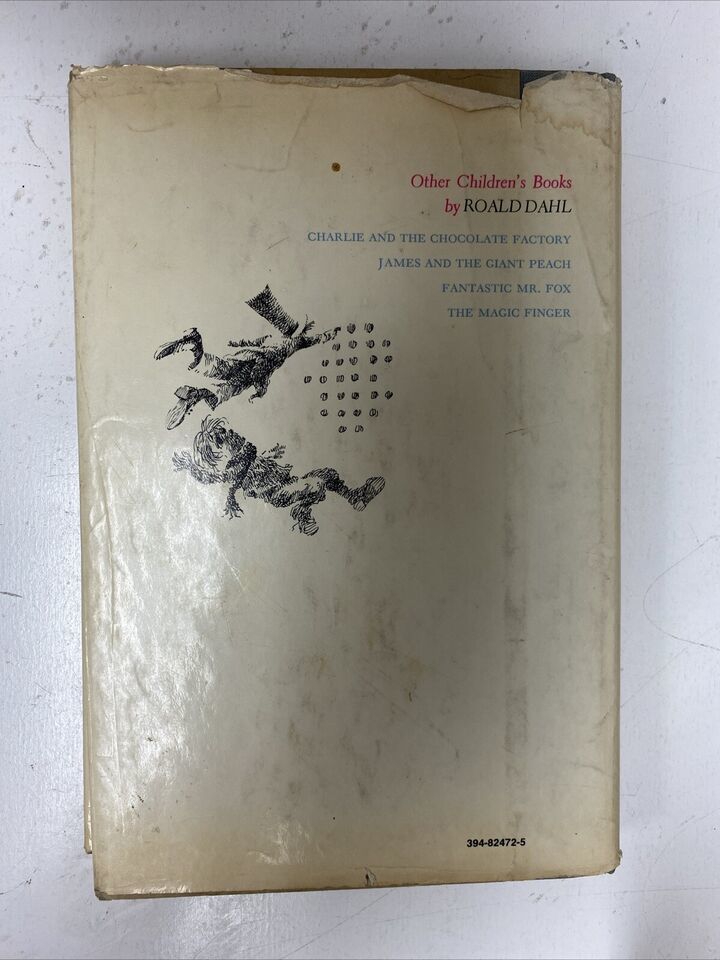 Other Children's Books
by ROALD DAHL
CHARLIE AND THE CHOCOLATE FACTORY
JAMES AND THE GIANT PEACH
FANTASTIC MR. FOX
THE MAGIC FINGER
394-82472-5